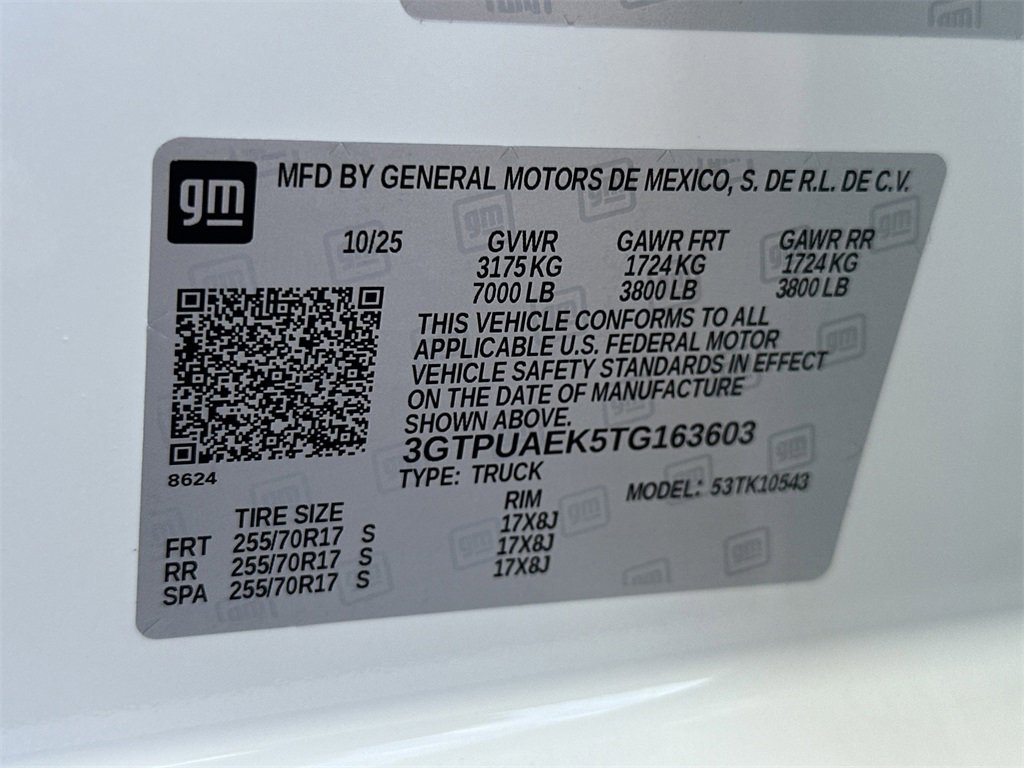 gm MFD BY GENERAL MOTORS DE MEXICO, S. DE R.L. DE C.V.
10/25 GVWR GAWR FRT GAWR RR
3175 KG 1724 KG 1724 KG
7000 LB 3800 LB 3800 LB
THIS VEHICLE CONFORMS TO ALL
APPLICABLE U.S. FEDERAL MOTOR
VEHICLE SAFETY STANDARDS IN EFFECT
ON THE DATE OF MANUFACTURE
SHOWN ABOVE.
3GTPUAEK5TG163603
8624 TYPE: TRUCK MODEL: 53TK10543
TIRE SIZE RIM
FRT 255/70R17 S 17X8J
RR 255/70R17 S 17X8J
SPA 255/70R17 S 17X8J